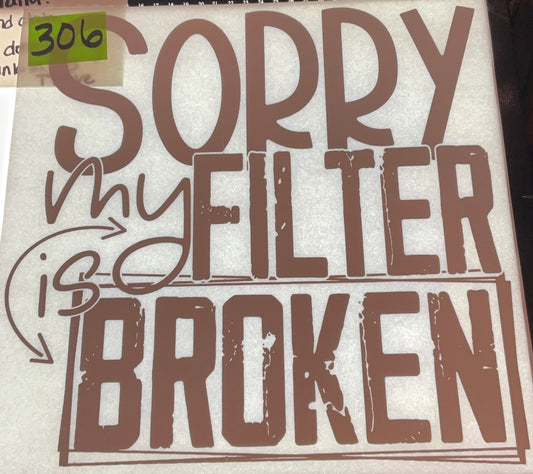 306
SORRY
my FILTER
is
BROKEN